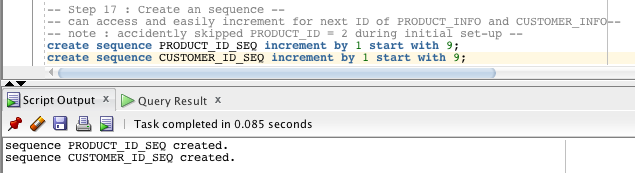 -- Step 17 : Create an sequence --
-- can access and easily increment for next ID of PRODUCT_INFO and CUSTOMER_INFO--
-- note : accidently skipped PRODUCT_ID = 2 during initial set-up --
create sequence PRODUCT_ID_SEQ increment by 1 start with 9;
create sequence CUSTOMER_ID_SEQ increment by 1 start with 9;
Script Output x Query Result x
Task completed in 0.085 seconds
sequence PRODUCT_ID_SEQ created.
sequence CUSTOMER_ID_SEQ created.